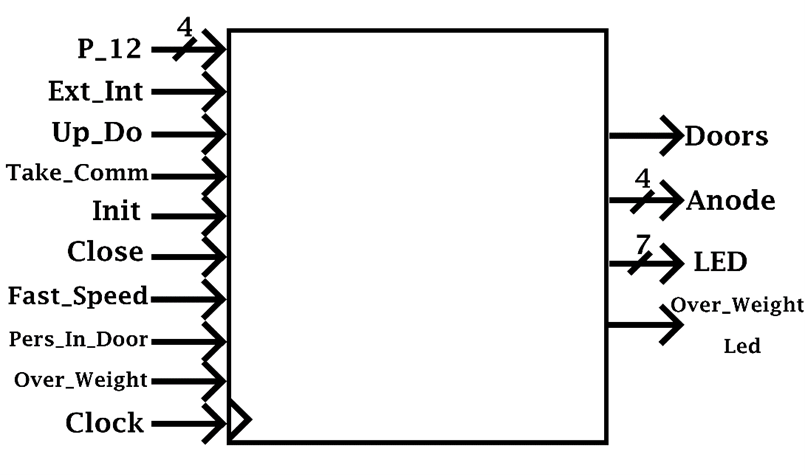 4
P_12
Ext_Int
Up_Do
Take_Comm
Init
Close
Fast_Speed
Pers_In_Door
Over_Weight
Clock
Doors
4
Anode
7
LED
Over_Weight
Led